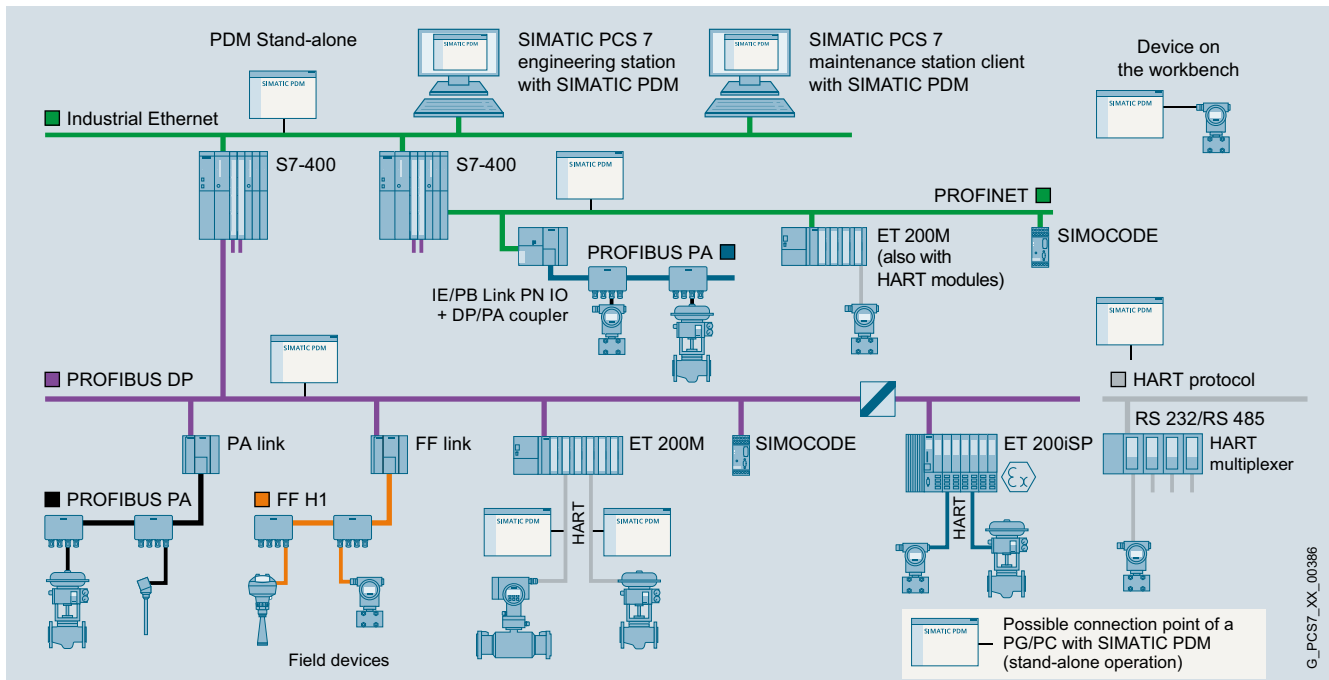 PDM Stand-alone
SIMATIC PDM
SIMATIC PDM
SIMATIC PCS 7
engineering station
with SIMATIC PDM
SIMATIC PDM
SIMATIC PCS 7
maintenance station client
with SIMATIC PDM
Device on
the workbench
SIMATIC PDM
Industrial Ethernet
S7-400
S7-400
SIMATIC PDM
PROFINET
PROFIBUS PA
IE/PB Link PN IO
+ DP/PA coupler
ET 200M
(also with
HART modules)
SIMOCODE
SIMATIC PDM
SIMATIC PDM
PROFIBUS DP
HART protocol
PA link
FF link
ET 200M
SIMOCODE
ET 200iSP
Ex
RS 232/RS 485
HART
multiplexer
PROFIBUS PA
FF H1
SIMATIC PDM
HART
SIMATIC PDM
HART
Field devices
SIMATIC PDM
Possible connection point of a
PG/PC with SIMATIC PDM
(stand-alone operation)
G_PCS7_XX_00386